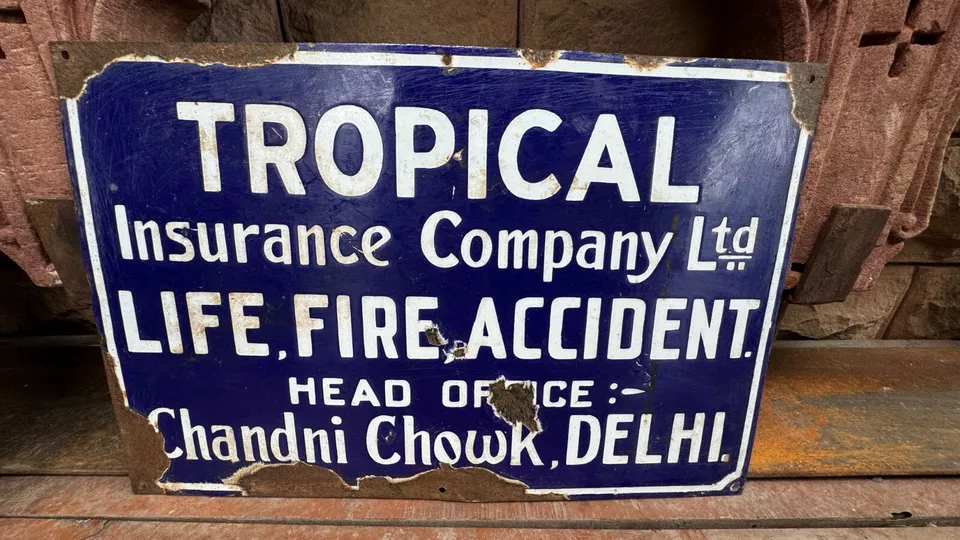 TROPICAL
Insurance Company Ltd
LIFE, FIRE, ACCIDENT.
HEAD OFFICE :-
Chandni Chowk, DELHI.